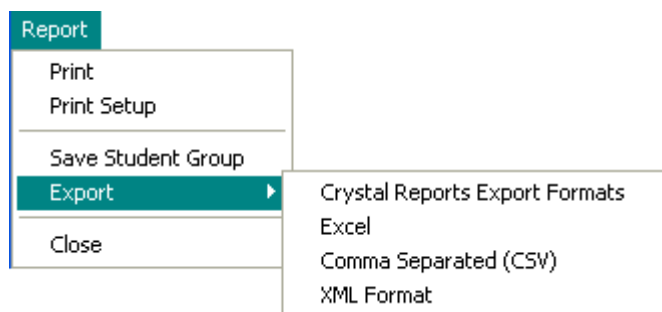 Report
Print
Print Setup
Save Student Group
Export
Close
Crystal Reports Export Formats
Excel
Comma Separated (CSV)
XML Format